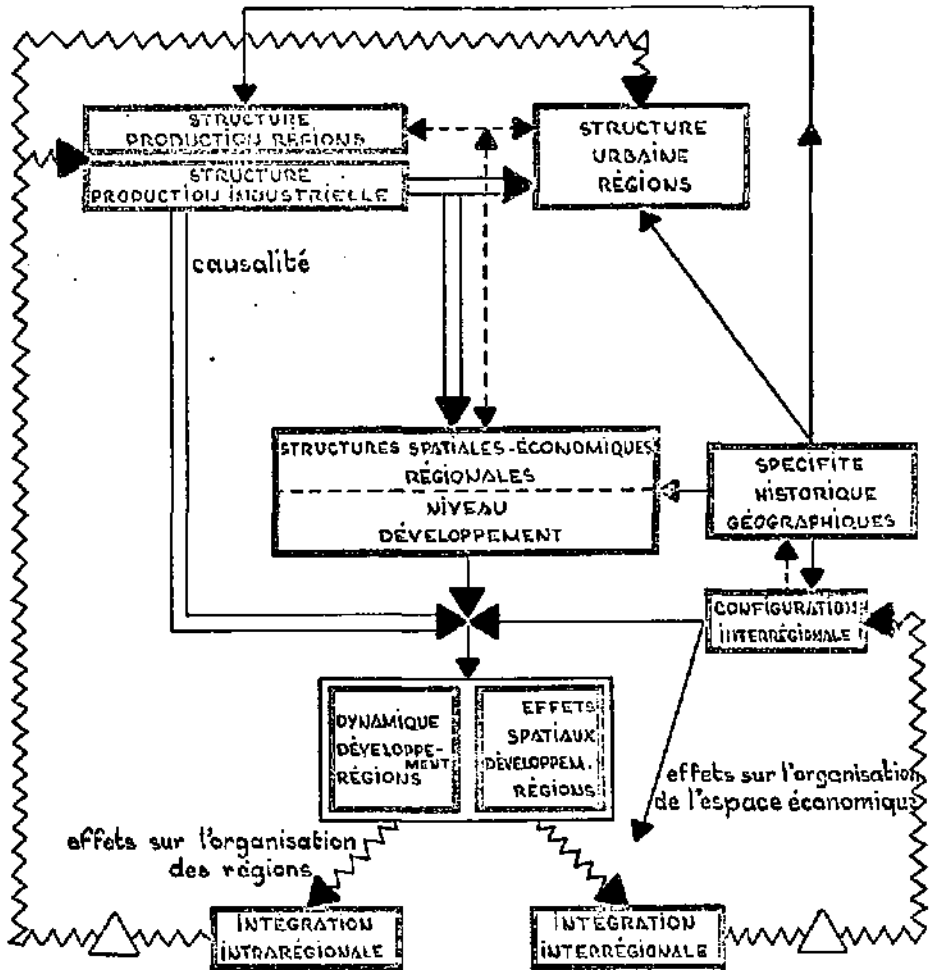 STRUCTURE
PRODUCTION RÉGIONS
STRUCTURE
PRODUCTION INDUSTRIELLE
STRUCTURE
URBAINE
RÉGIONS
causalité
STRUCTURES SPATIALES-ÉCONOMIQUES
RÉGIONALES
NIVEAU
DÉVELOPPEMENT
SPÉCIFITÉ
HISTORIQUE
GÉOGRAPHIQUES
CONFIGURATION
INTERRÉGIONALE
DYNAMIQUE
DÉVELOPPE-
MENT
RÉGIONS
EFFETS
SPATIAUX
DÉVELOPPEM.
RÉGIONS
effets sur l'organisation
de l'espace économique
effets sur l'organisation
des régions
INTÉGRATION
INTRARÉGIONALE
INTÉGRATION
INTERRÉGIONALE